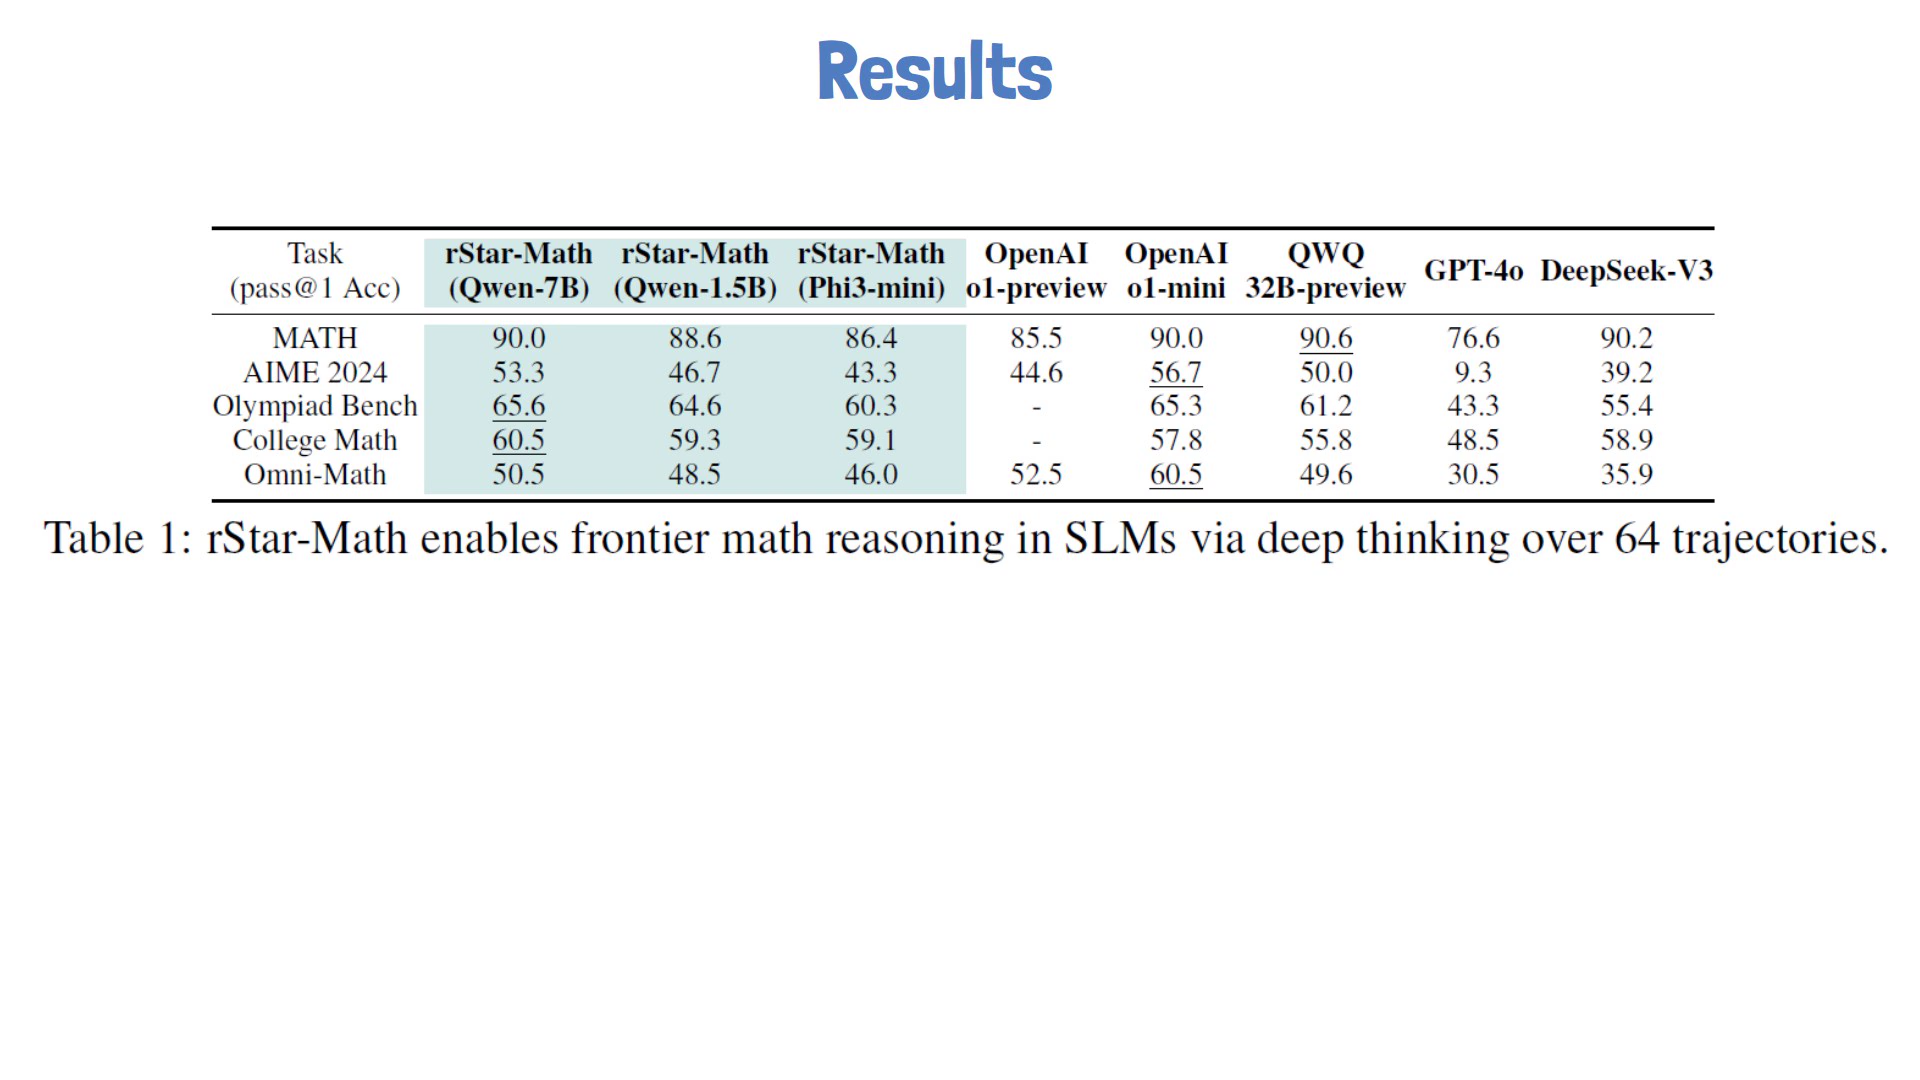 Results
Task (pass@1 Acc) rStar-Math (Qwen-7B) rStar-Math (Qwen-1.5B) rStar-Math (Phi3-mini) OpenAI o1-preview OpenAI o1-mini QWQ 32B-preview GPT-4o DeepSeek-V3
MATH 90.0 88.6 86.4 85.5 90.0 90.6 76.6 90.2
AIME 2024 53.3 46.7 43.3 44.6 56.7 50.0 9.3 39.2
Olympiad Bench 65.6 64.6 60.3 - 65.3 61.2 43.3 55.4
College Math 60.5 59.3 59.1 - 57.8 55.8 48.5 58.9
Omni-Math 50.5 48.5 46.0 52.5 60.5 49.6 30.5 35.9
Table 1: rStar-Math enables frontier math reasoning in SLMs via deep thinking over 64 trajectories.